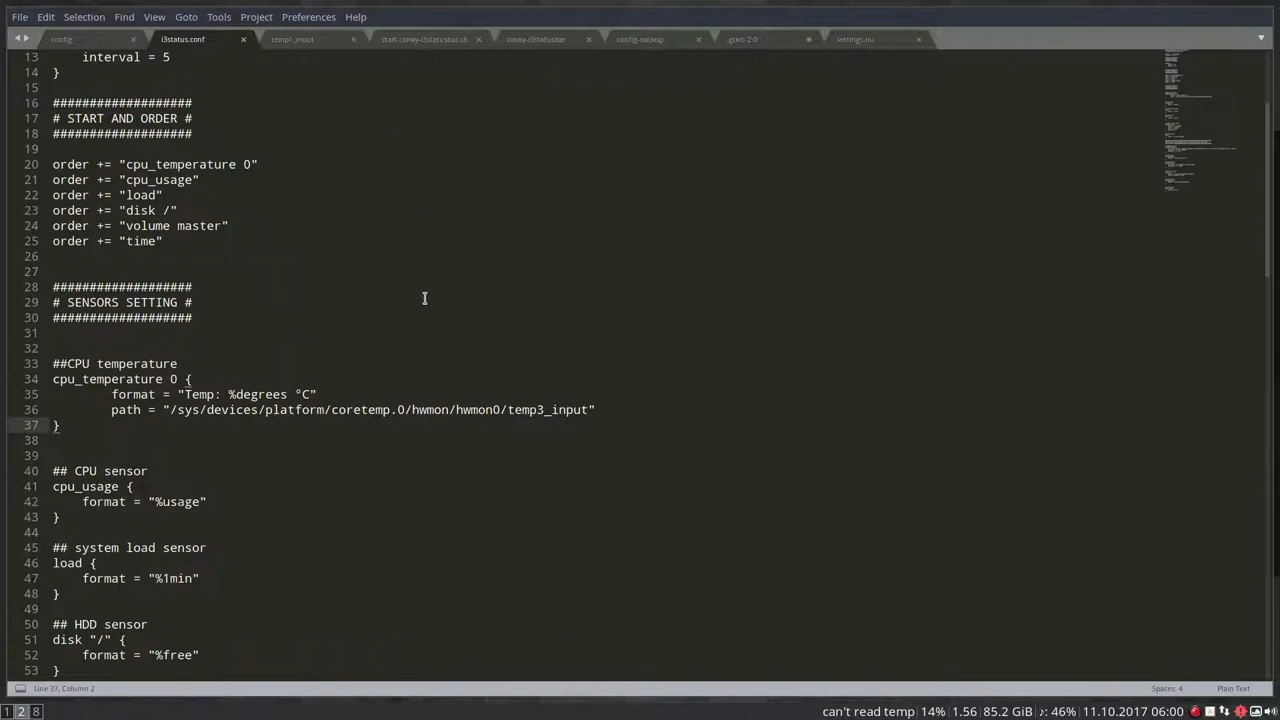 File Edit Selection Find View Goto Tools Project Preferences Help
config i3status.conf temp1_input start-conky-i3statusbar.sh conky-i3statusbar config-backup .gtkrc-2.0 settings.ini
13 interval = 5
14 }
15
16 ###################
17 # START AND ORDER #
18 ###################
19
20 order += "cpu_temperature 0"
21 order += "cpu_usage"
22 order += "load"
23 order += "disk /"
24 order += "volume master"
25 order += "time"
26
27
28 ###################
29 # SENSORS SETTING #
30 ###################
31
32
33 ##CPU temperature
34 cpu_temperature 0 {
35 format = "Temp: %degrees °C"
36 path = "/sys/devices/platform/coretemp.0/hwmon/hwmon0/temp3_input"
37 }
38
39
40 ## CPU sensor
41 cpu_usage {
42 format = "%usage"
43 }
44
45 ## system load sensor
46 load {
47 format = "%1min"
48 }
49
50 ## HDD sensor
51 disk "/" {
52 format = "%free"
53 }
Line 37, Column 2 Spaces: 4 Plain Text
1 2 8 can't read temp 14% 1.56 85.2 GiB ♪: 46% 11.10.2017 06:00